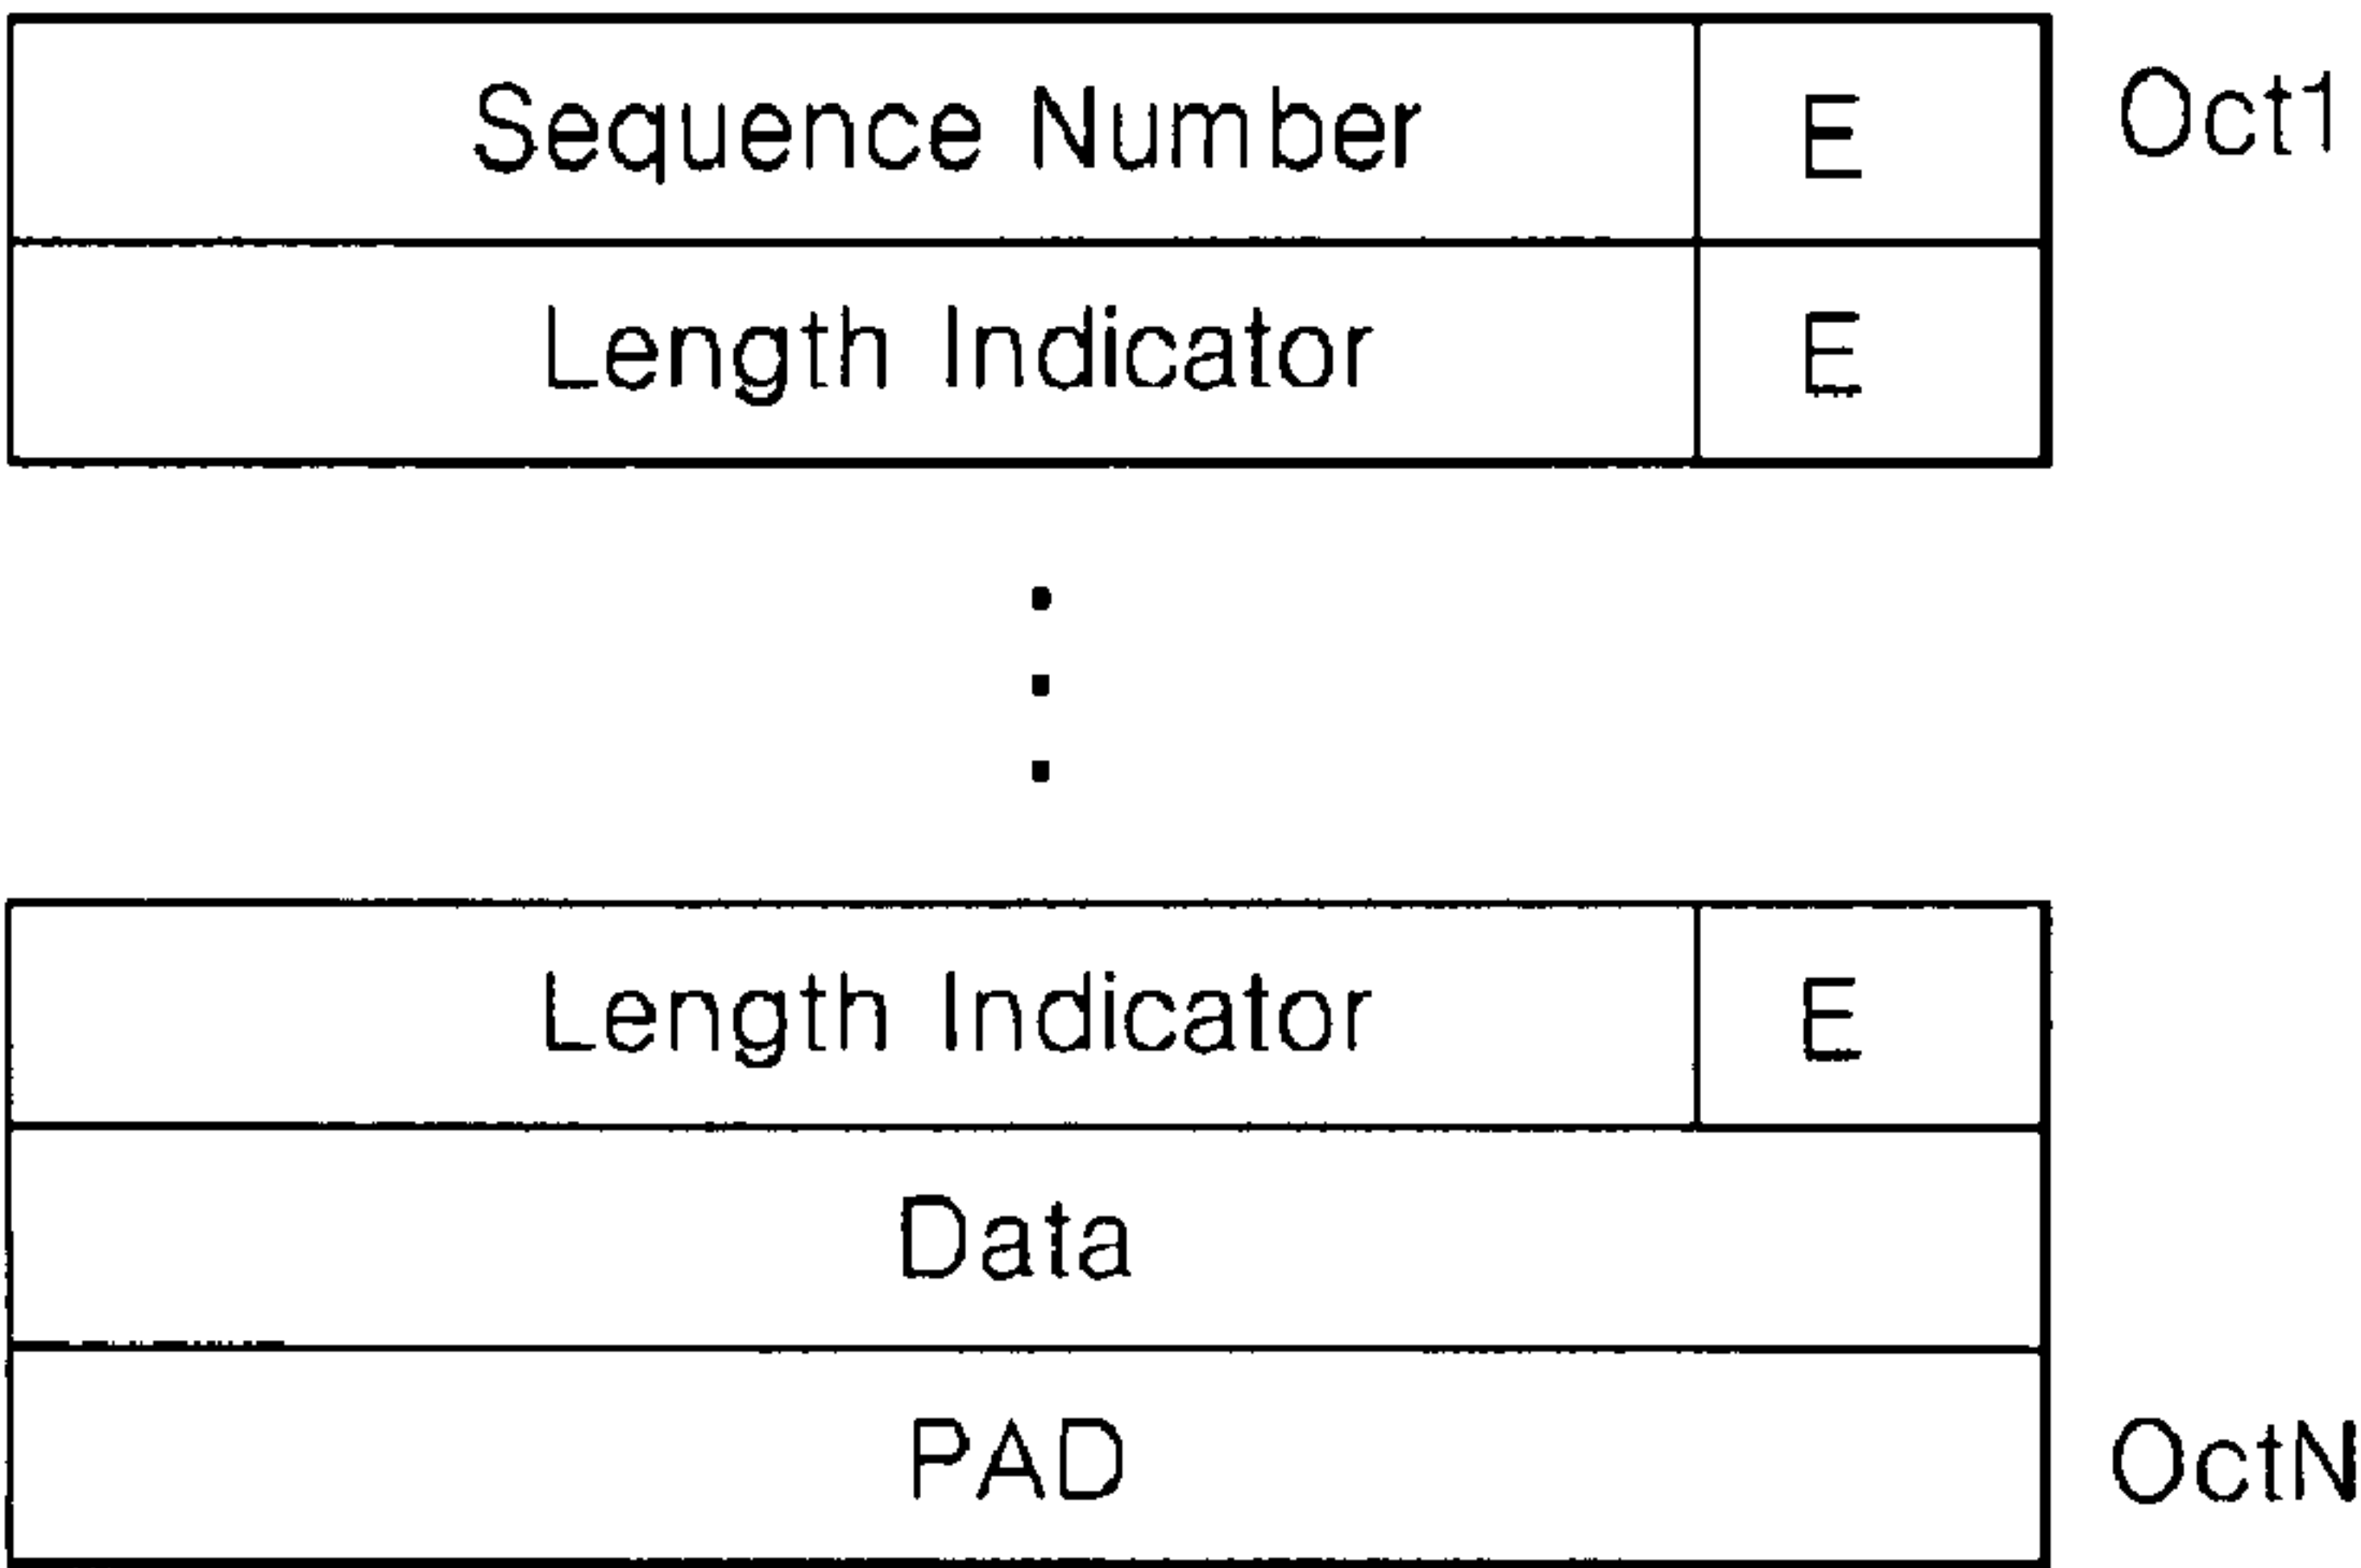 Sequence Number E Oct1
Length Indicator E
Length Indicator E
Data
PAD OctN